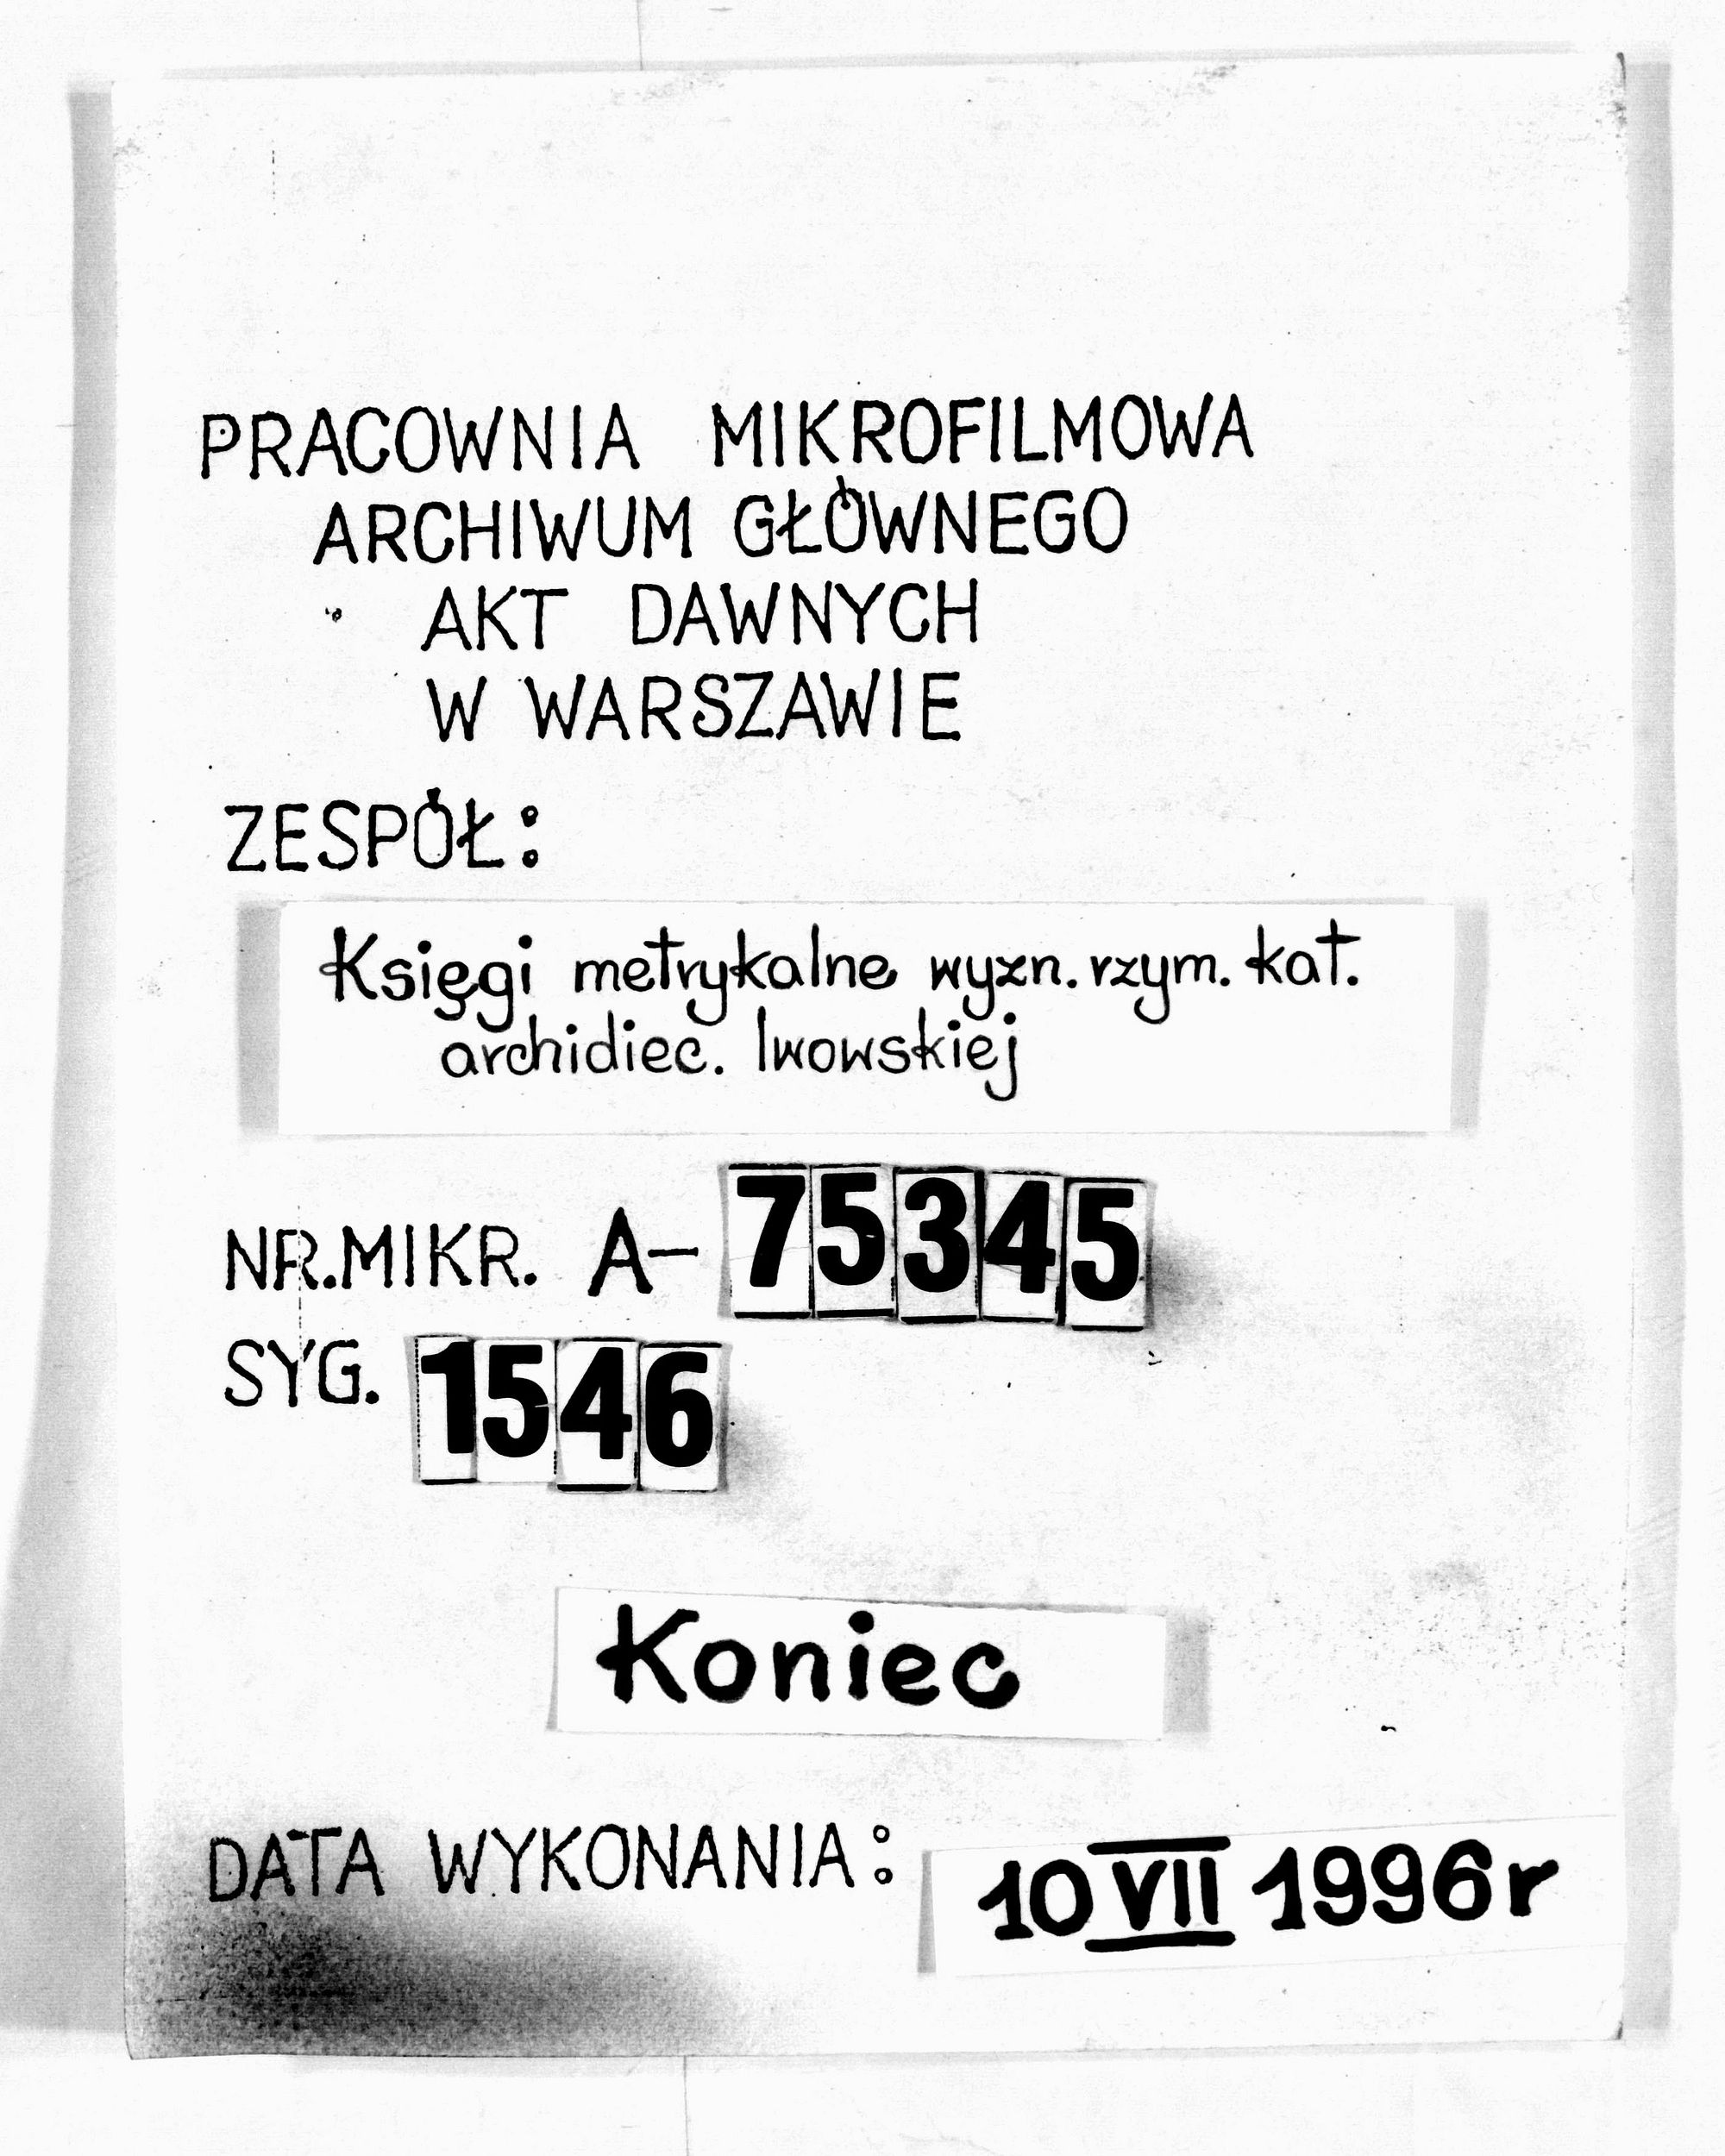 PRACOWNIA MIKROFILMOWA
ARCHIWUM GŁÓWNEGO
AKT DAWNYCH
W WARSZAWIE
ZESPÓŁ:
Księgi metrykalne wyzn. rzym. kat.
archidiec. lwowskiej
NR. MIKR. A- 75345
SYG. 1546
Koniec
DATA WYKONANIA: 10 VII 1996 r